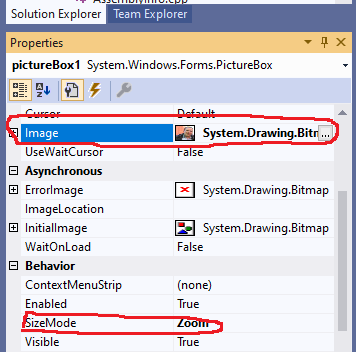 Solution Explorer Team Explorer
Properties
pictureBox1 System.Windows.Forms.PictureBox
Cursor Default
Image System.Drawing.Bitm ...
UseWaitCursor False
Asynchronous
ErrorImage System.Drawing.Bitmap
ImageLocation
InitialImage System.Drawing.Bitmap
WaitOnLoad False
Behavior
ContextMenuStrip (none)
Enabled True
SizeMode Zoom
Visible True